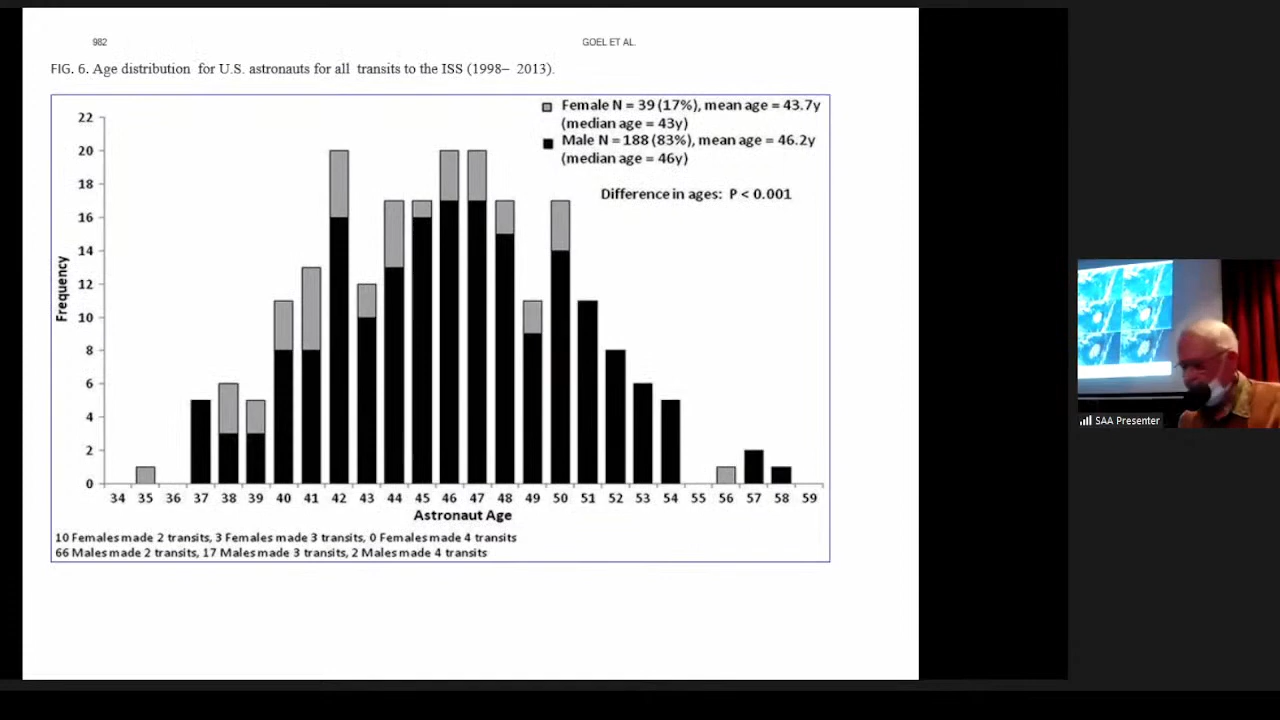 982
GOEL ET AL.
FIG. 6. Age distribution for U.S. astronauts for all transits to the ISS (1998– 2013).
Female N = 39 (17%), mean age = 43.7y
(median age = 43y)
Male N = 188 (83%), mean age = 46.2y
(median age = 46y)
Difference in ages: P < 0.001
22
20
18
16
14
12
10
8
6
4
2
0
Frequency
34 35 36 37 38 39 40 41 42 43 44 45 46 47 48 49 50 51 52 53 54 55 56 57 58 59
Astronaut Age
10 Females made 2 transits, 3 Females made 3 transits, 0 Females made 4 transits
66 Males made 2 transits, 17 Males made 3 transits, 2 Males made 4 transits
SAA Presenter